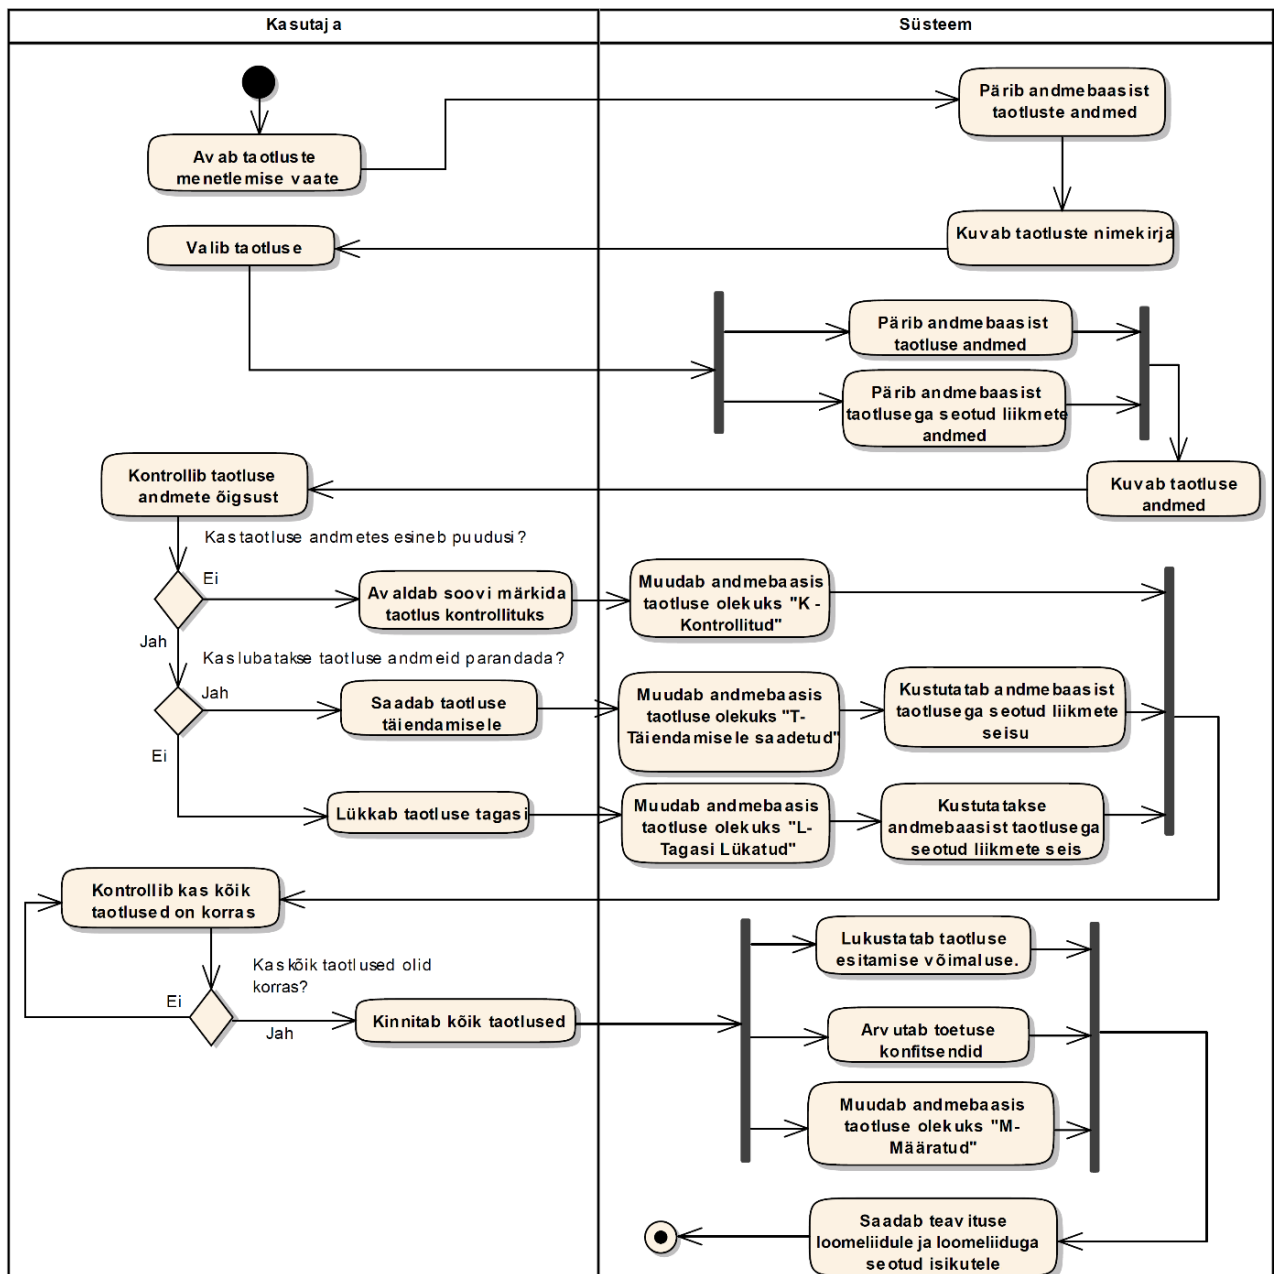 Kasutaja
Süsteem
Pärib andmebaasist
taotluste andmed
Avab taotluste
menetlemise vaate
Kuvab taotluste nimekirja
Valib taotluse
Pärib andmebaasist
taotluse andmed
Pärib andmebaasist
taotlusega seotud liikmete
andmed
Kontrollib taotluse
andmete õigsust
Kuvab taotluse
andmed
Kas taotluse andmetes esineb puudusi?
Ei
Avaldab soovi märkida
taotlus kontrollituks
Muudab andmebaasis
taotluse olekuks "K -
Kontrollitud"
Jah
Kas lubatakse taotluse andmeid parandada?
Jah
Saadab taotluse
täiendamisele
Muudab andmebaasis
taotluse olekuks "T-
Täiendamisele saadetud"
Kustutatab andmebaasist
taotlusega seotud liikmete
seisu
Ei
Lükkab taotluse tagasi
Muudab andmebaasis
taotluse olekuks "L-
Tagasi Lükatud"
Kustutatakse
andmebaasist taotlusega
seotud liikmete seis
Kontrollib kas kõik
taotlused on korras
Kas kõik taotlused olid
korras?
Ei
Jah
Kinnitab kõik taotlused
Lukustatab taotluse
esitamise võimaluse.
Arvutab toetuse
konfitsendid
Muudab andmebaasis
taotluse olekuks "M-
Määratud"
Saadab teavituse
loomeliidule ja loomeliiduga
seotud isikutele